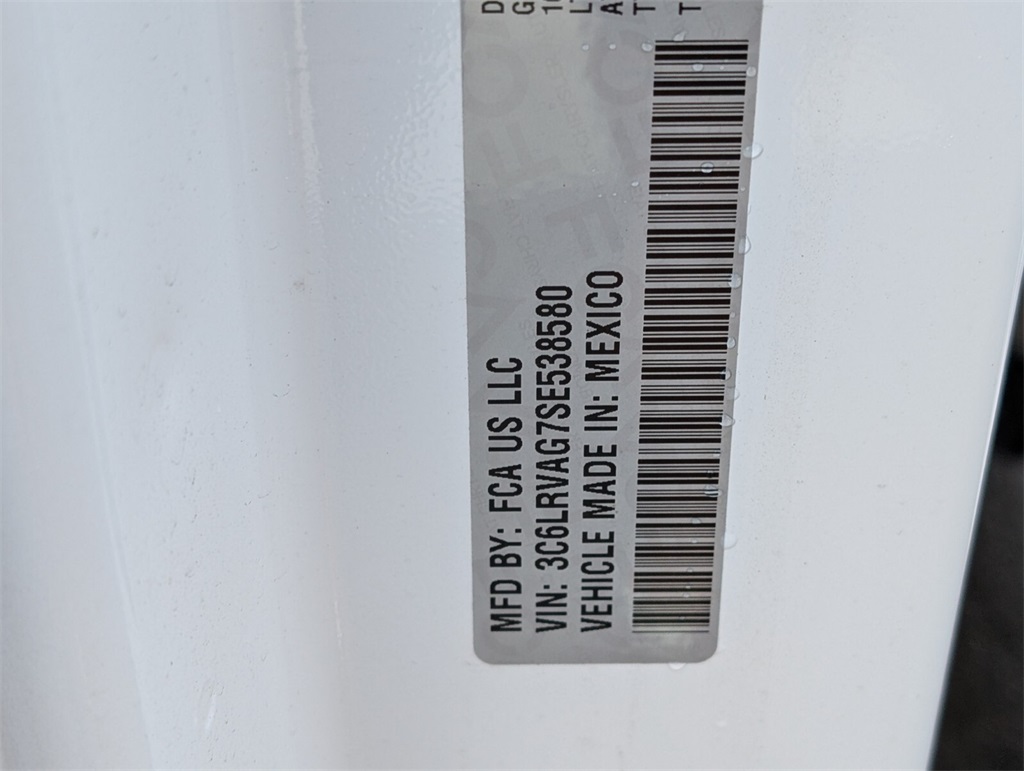 MFD BY: FCA US LLC
VIN: 3C6LRVAG7SE538580
VEHICLE MADE IN: MEXICO